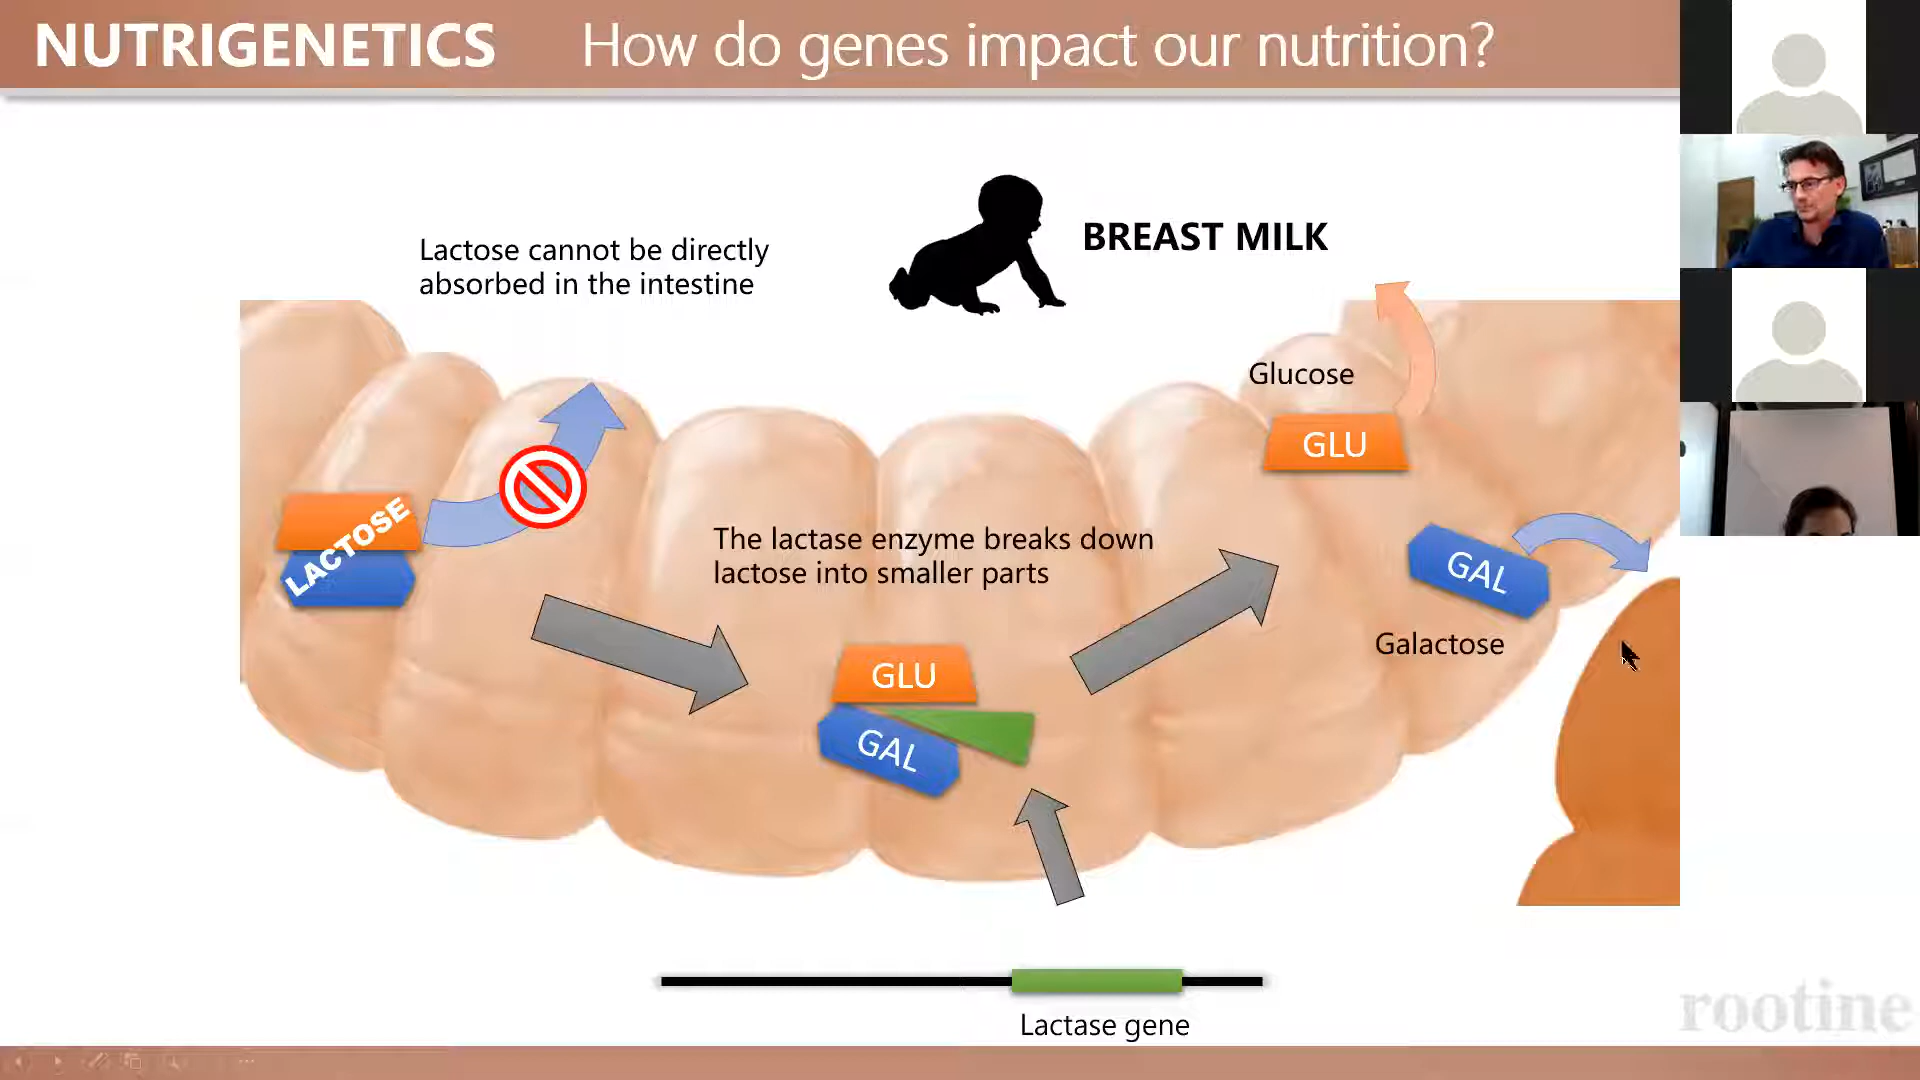 NUTRIGENETICS How do genes impact our nutrition?
BREAST MILK
Lactose cannot be directly
absorbed in the intestine
Glucose
GLU
LACTOSE
The lactase enzyme breaks down
lactose into smaller parts
GAL
Galactose
GLU
GAL
Lactase gene
rootine